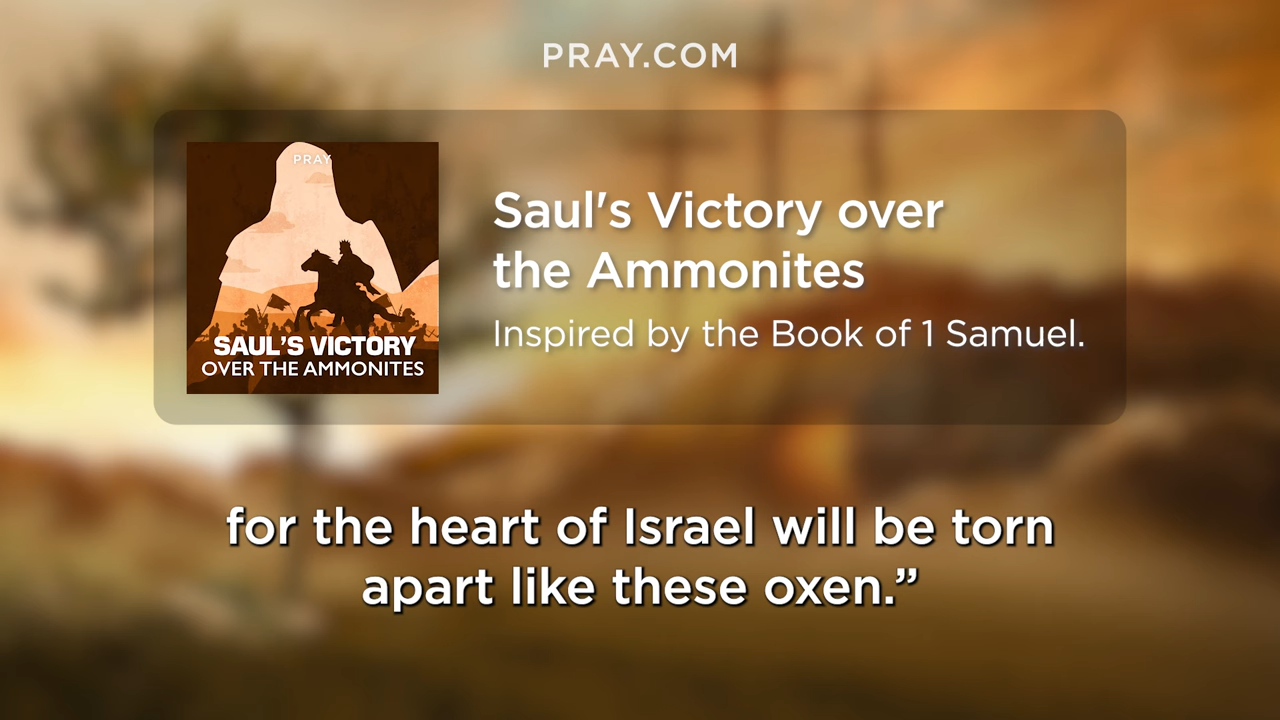 PRAY.COM
PRAY
SAUL'S VICTORY
OVER THE AMMONITES
Saul's Victory over
the Ammonites
Inspired by the Book of 1 Samuel.
for the heart of Israel will be torn
apart like these oxen.”